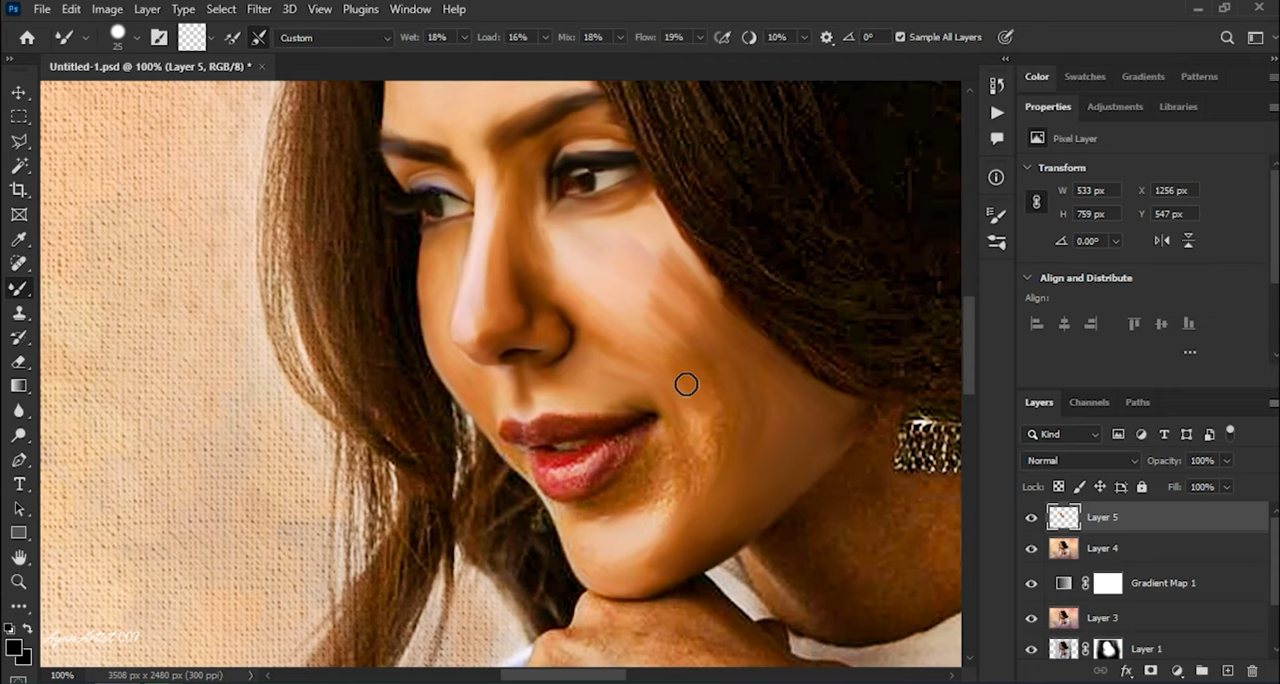 Ps File Edit Image Layer Type Select Filter 3D View Plugins Window Help
25 Custom Wet: 18% Load: 16% Mix: 18% Flow: 19% 10% 0° Sample All Layers
Untitled-1.psd @ 100% (Layer 5, RGB/8) *
Color Swatches Gradients Patterns
Properties Adjustments Libraries
Pixel Layer
Transform
W 533 px X 1256 px
H 759 px Y 547 px
0.00°
Align and Distribute
Align:
Layers Channels Paths
Kind
Normal Opacity: 100%
Lock: Fill: 100%
Layer 5
Layer 4
Gradient Map 1
Layer 3
Layer 1
100% 3508 px x 2480 px (300 ppi)